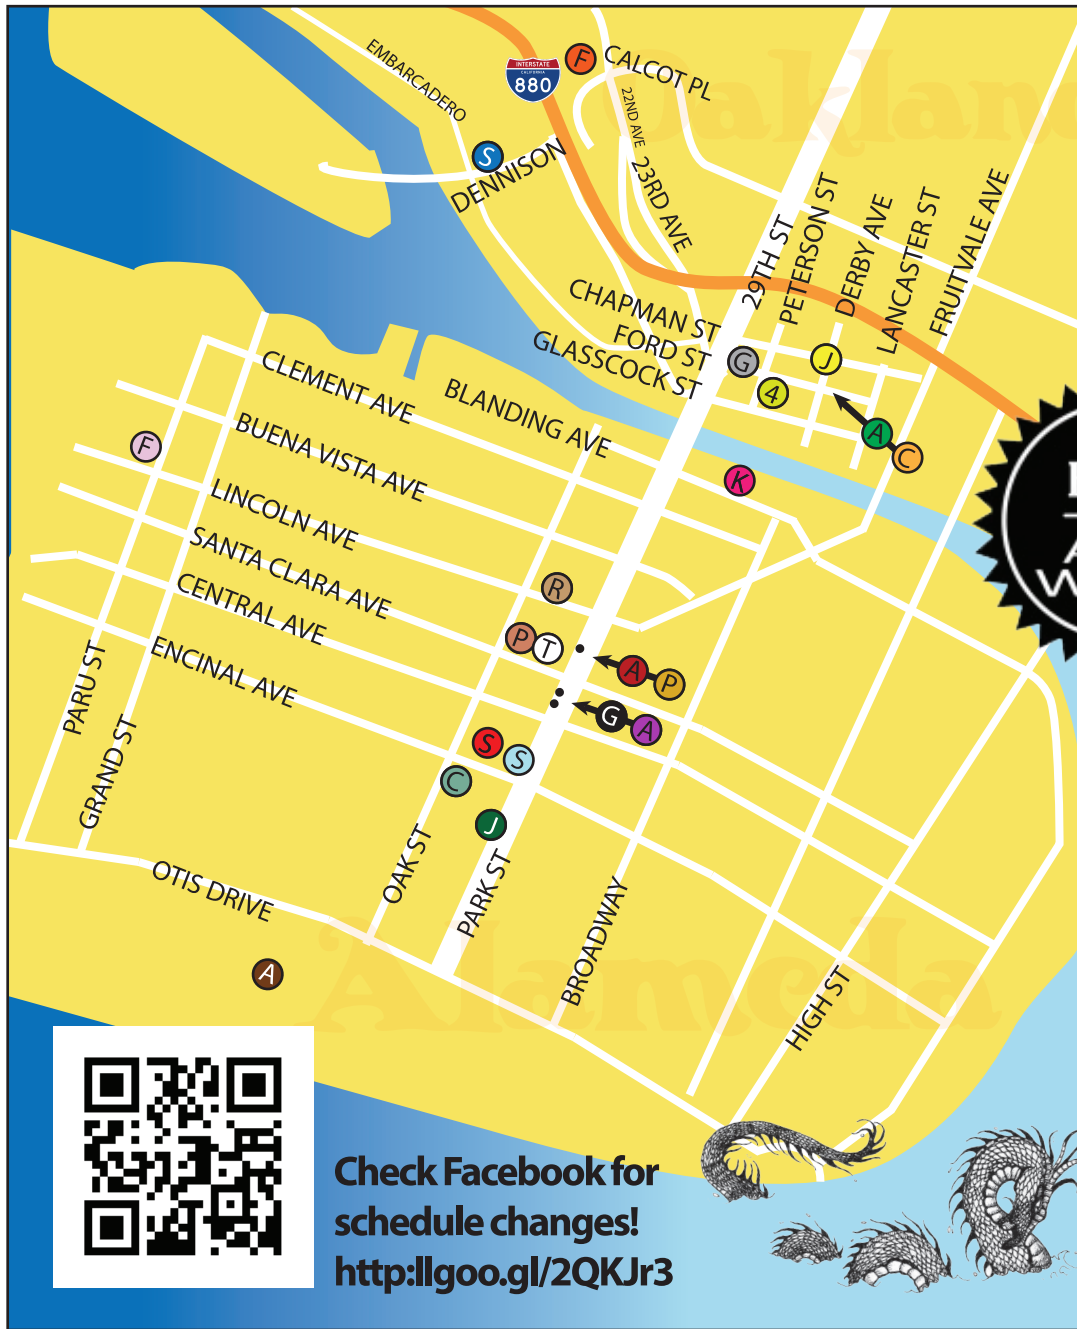 EMBARCADERO
INTERSTATE
CALIFORNIA
880
F
CALCOT PL
Oakland
22ND AVE
23RD AVE
S
DENNISON
29TH ST
PETERSON ST
DERBY AVE
LANCASTER ST
FRUITVALE AVE
CHAPMAN ST
FORD ST
GLASSCOCK ST
G
J
4
A
C
K
CLEMENT AVE
BLANDING AVE
BUENA VISTA AVE
F
LINCOLN AVE
SANTA CLARA AVE
CENTRAL AVE
ENCINAL AVE
R
P
T
A
P
G
A
S
S
C
J
PARU ST
GRAND ST
OAK ST
PARK ST
BROADWAY
HIGH ST
OTIS DRIVE
A
Alameda
Check Facebook for
schedule changes!
http:llgoo.gl/2QKJr3